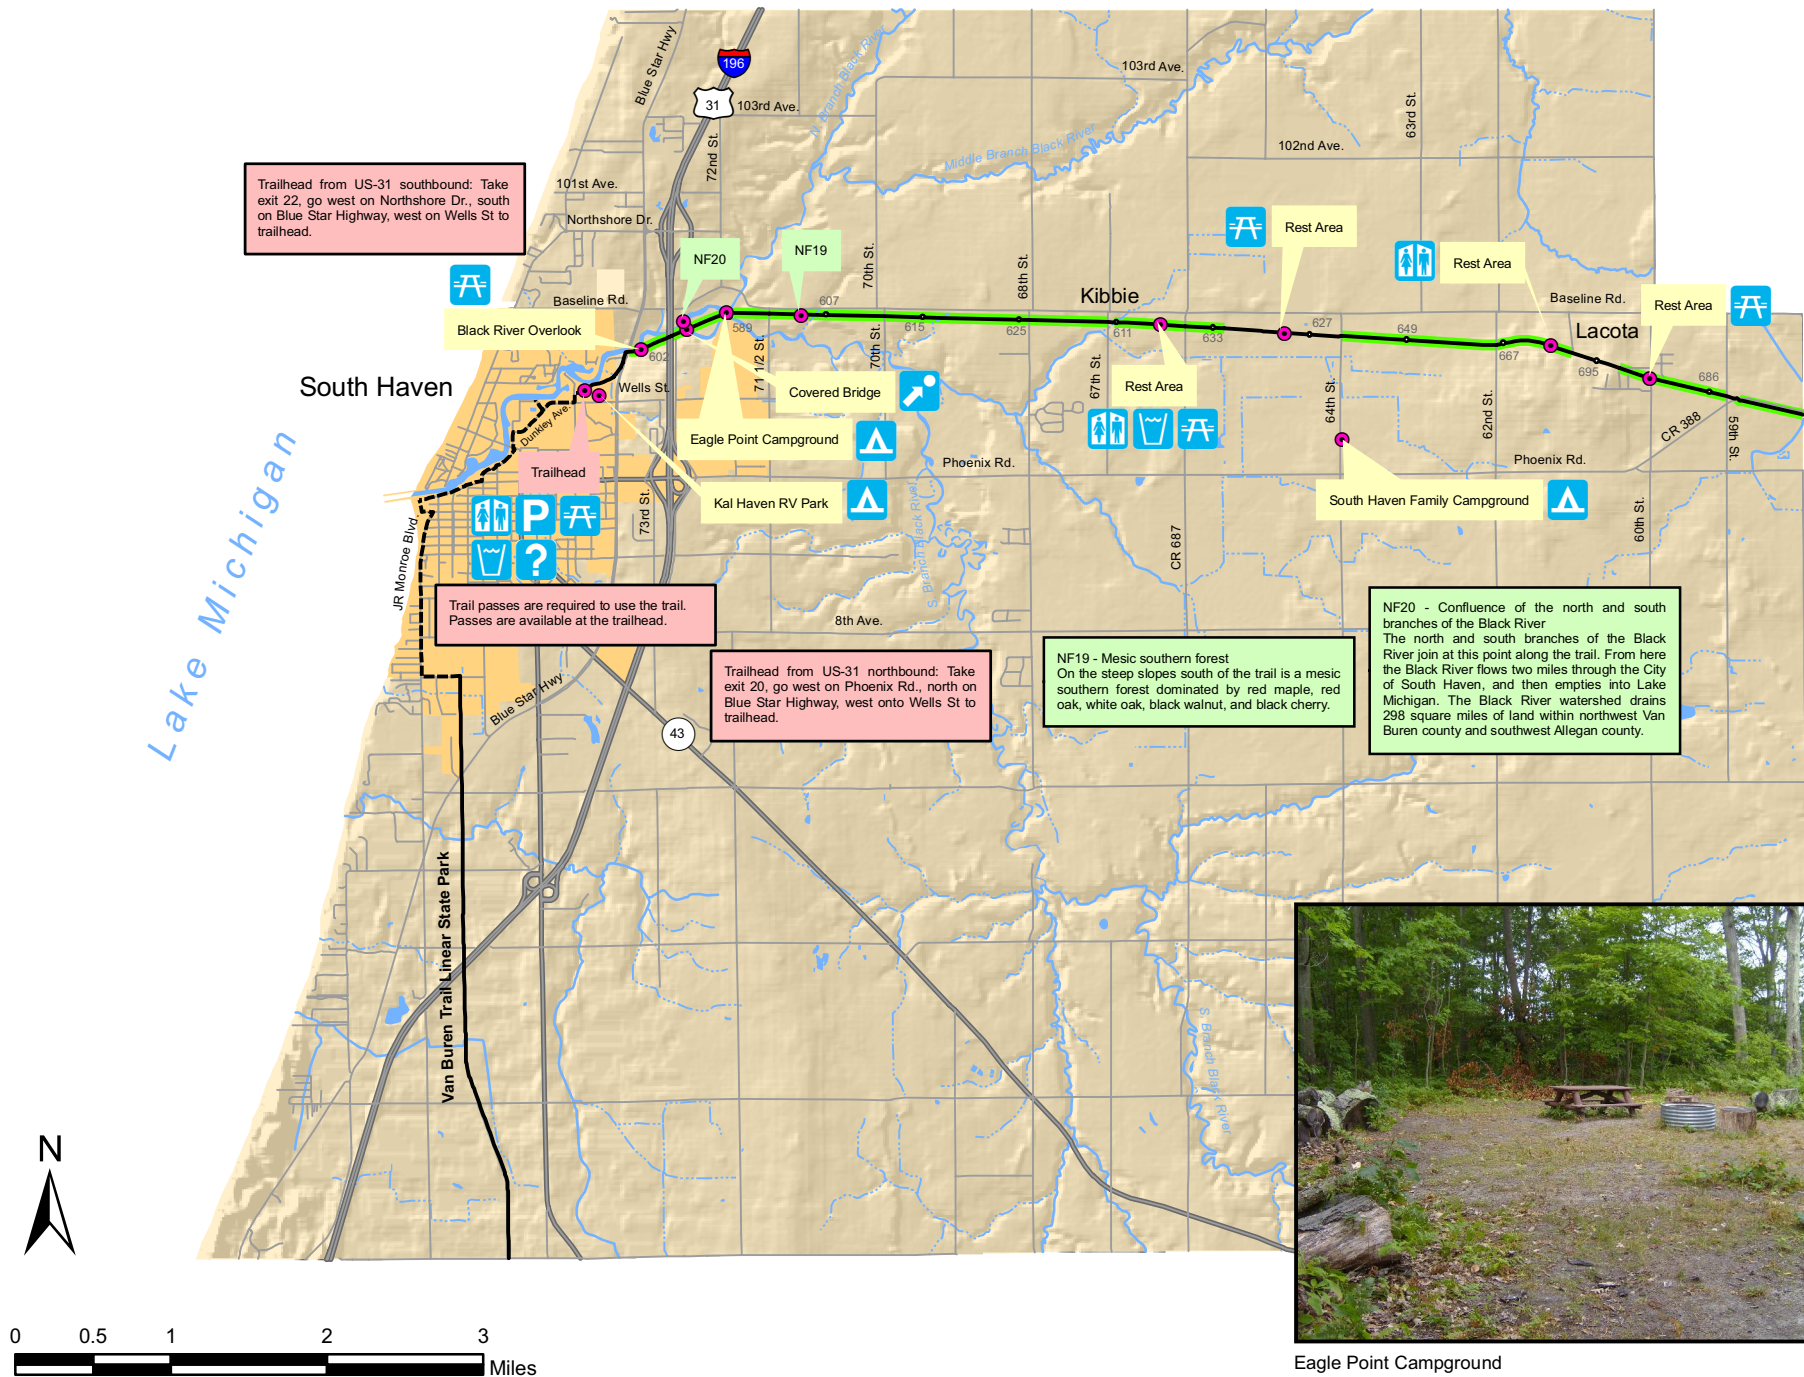 Blue Star Hwy
196
31
103rd Ave.
103rd Ave.
N. Branch Black River
Middle Branch Black River
63rd St.
102nd Ave.
72nd St.
Trailhead from US-31 southbound: Take
exit 22, go west on Northshore Dr., south
on Blue Star Highway, west on Wells St to
trailhead.
101st Ave.
Northshore Dr.
NF20
NF19
70th St.
68th St.
Rest Area
Rest Area
Kibbie
Baseline Rd.
Baseline Rd.
Rest Area
Black River Overlook
602
589
607
615
625
611
633
627
649
667
Lacota
695
686
South Haven
Wells St.
71 1/2 St.
70th St.
67th St.
64th St.
62nd St.
60th St.
59th St.
CR 388
Covered Bridge
Rest Area
Dunkley Ave.
Eagle Point Campground
Trailhead
P
?
Kal Haven RV Park
Phoenix Rd.
Phoenix Rd.
South Haven Family Campground
73rd St.
CR 687
S. Branch Black River
JR Monroe Blvd.
Lake Michigan
Trail passes are required to use the trail.
Passes are available at the trailhead.
8th Ave.
Trailhead from US-31 northbound: Take
exit 20, go west on Phoenix Rd., north on
Blue Star Highway, west onto Wells St to
trailhead.
NF19 - Mesic southern forest
On the steep slopes south of the trail is a mesic
southern forest dominated by red maple, red
oak, white oak, black walnut, and black cherry.
NF20 - Confluence of the north and south
branches of the Black River
The north and south branches of the Black
River join at this point along the trail. From here
the Black River flows two miles through the City
of South Haven, and then empties into Lake
Michigan. The Black River watershed drains
298 square miles of land within northwest Van
Buren county and southwest Allegan county.
Blue Star Hwy
43
Van Buren Trail Linear State Park
S. Branch Black River
N
0 0.5 1 2 3
Miles
Eagle Point Campground